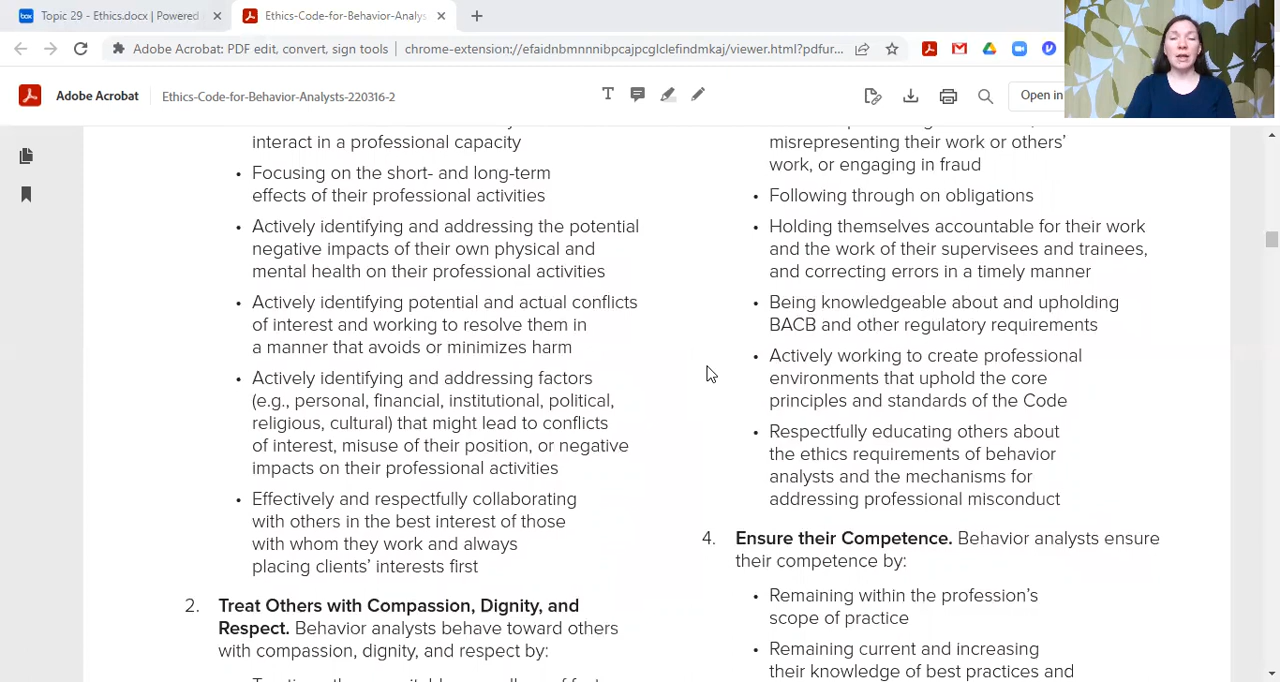 Topic 29 - Ethics.docx | Powered
Ethics-Code-for-Behavior-Analys
Adobe Acrobat: PDF edit, convert, sign tools
chrome-extension://efaidnbmnnnibpcajpcglclefindmkaj/viewer.html?pdfur...
Adobe Acrobat
Ethics-Code-for-Behavior-Analysts-220316-2
Open in
interact in a professional capacity
• Focusing on the short- and long-term
effects of their professional activities
• Actively identifying and addressing the potential
negative impacts of their own physical and
mental health on their professional activities
• Actively identifying potential and actual conflicts
of interest and working to resolve them in
a manner that avoids or minimizes harm
• Actively identifying and addressing factors
(e.g., personal, financial, institutional, political,
religious, cultural) that might lead to conflicts
of interest, misuse of their position, or negative
impacts on their professional activities
• Effectively and respectfully collaborating
with others in the best interest of those
with whom they work and always
placing clients' interests first
2. Treat Others with Compassion, Dignity, and
Respect. Behavior analysts behave toward others
with compassion, dignity, and respect by:
misrepresenting their work or others'
work, or engaging in fraud
• Following through on obligations
• Holding themselves accountable for their work
and the work of their supervisees and trainees,
and correcting errors in a timely manner
• Being knowledgeable about and upholding
BACB and other regulatory requirements
• Actively working to create professional
environments that uphold the core
principles and standards of the Code
• Respectfully educating others about
the ethics requirements of behavior
analysts and the mechanisms for
addressing professional misconduct
4. Ensure their Competence. Behavior analysts ensure
their competence by:
• Remaining within the profession's
scope of practice
• Remaining current and increasing
their knowledge of best practices and